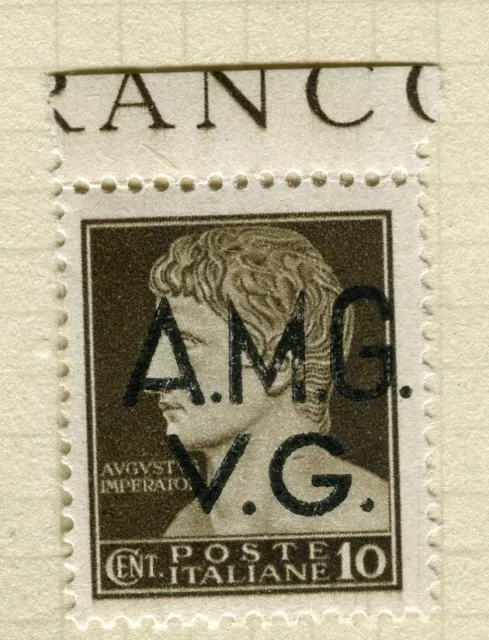 RANCO
A.M.G.
V.G.
AVGVSTVS
IMPERATOR
CENT. POSTE
ITALIANE 10